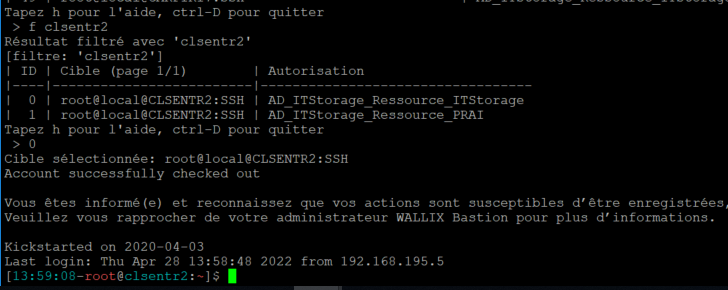 Tapez h pour l'aide, ctrl-D pour quitter
 > f clsentr2
Résultat filtré avec 'clsentr2'
[filtre: 'clsentr2']
| ID | Cible (page 1/1)        | Autorisation
|----|-------------------------|---------------------------------
|  0 | root@local@CLSENTR2:SSH | AD_ITStorage_Ressource_ITStorage
|  1 | root@local@CLSENTR2:SSH | AD_ITStorage_Ressource_PRAI
Tapez h pour l'aide, ctrl-D pour quitter
 > 0
Cible sélectionnée: root@local@CLSENTR2:SSH
Account successfully checked out
Vous êtes informé(e) et reconnaissez que vos actions sont susceptibles d’être enregistrées,
Veuillez vous rapprocher de votre administrateur WALLIX Bastion pour plus d'informations.
Kickstarted on 2020-04-03
Last login: Thu Apr 28 13:58:48 2022 from 192.168.195.5
[13:59:08-root@clsentr2:~]$